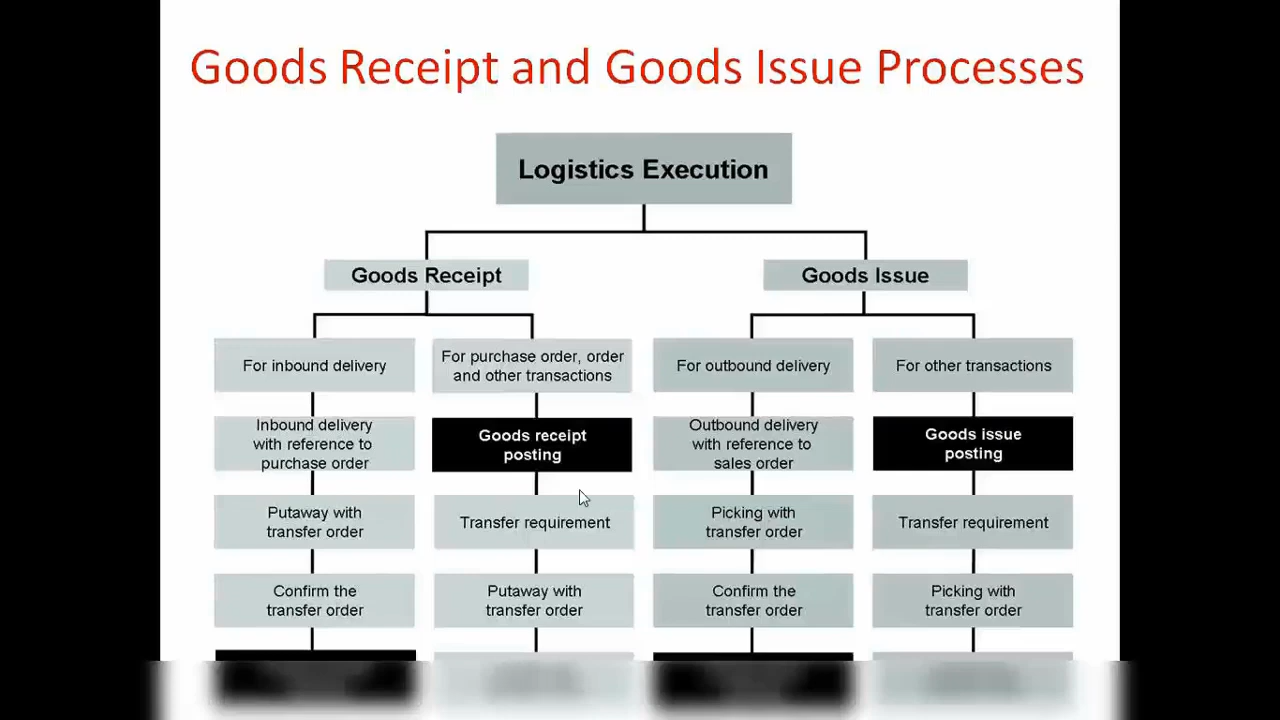 Goods Receipt and Goods Issue Processes
Logistics Execution
Goods Receipt
Goods Issue
For inbound delivery
For purchase order, order
and other transactions
For outbound delivery
For other transactions
Inbound delivery
with reference to
purchase order
Goods receipt
posting
Outbound delivery
with reference to
sales order
Goods issue
posting
Putaway with
transfer order
Transfer requirement
Picking with
transfer order
Transfer requirement
Confirm the
transfer order
Putaway with
transfer order
Confirm the
transfer order
Picking with
transfer order